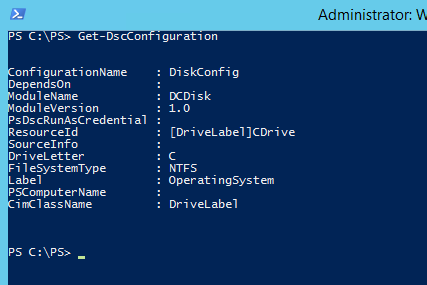 Administrator: W
PS C:\PS> Get-DscConfiguration
ConfigurationName : DiskConfig
DependsOn :
ModuleName : DCDisk
ModuleVersion : 1.0
PsDscRunAsCredential :
ResourceId : [DriveLabel]CDrive
SourceInfo :
DriveLetter : C
FileSystemType : NTFS
Label : OperatingSystem
PSComputerName :
CimClassName : DriveLabel
PS C:\PS> _